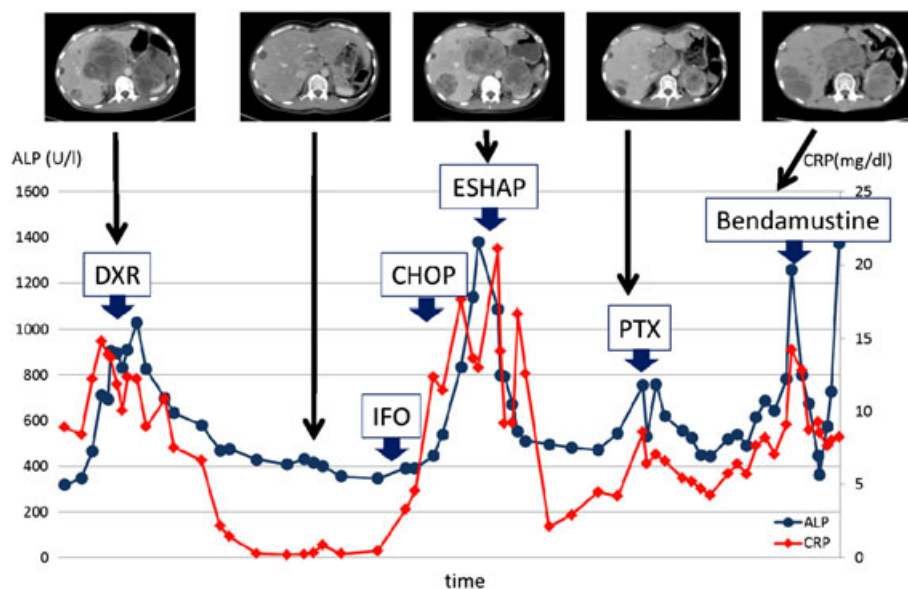 ALP (U/l)
CRP(mg/dl)
1600
1400
1200
1000
800
600
400
200
0
25
20
15
10
5
0
DXR
IFO
CHOP
ESHAP
PTX
Bendamustine
ALP
CRP
time